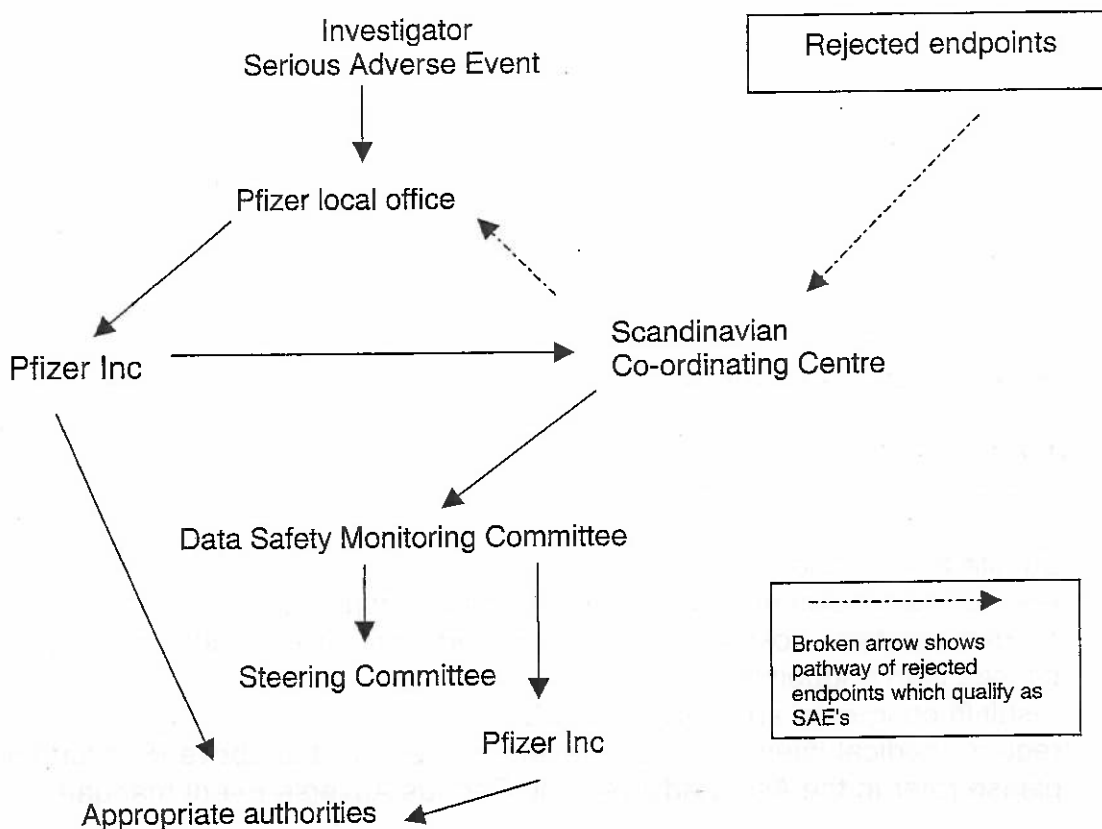 Investigator
Serious Adverse Event
Rejected endpoints
Pfizer local office
Scandinavian
Co-ordinating Centre
Pfizer Inc
Data Safety Monitoring Committee
Steering Committee
Broken arrow shows
pathway of rejected
endpoints which qualify as
SAE's
Pfizer Inc
Appropriate authorities